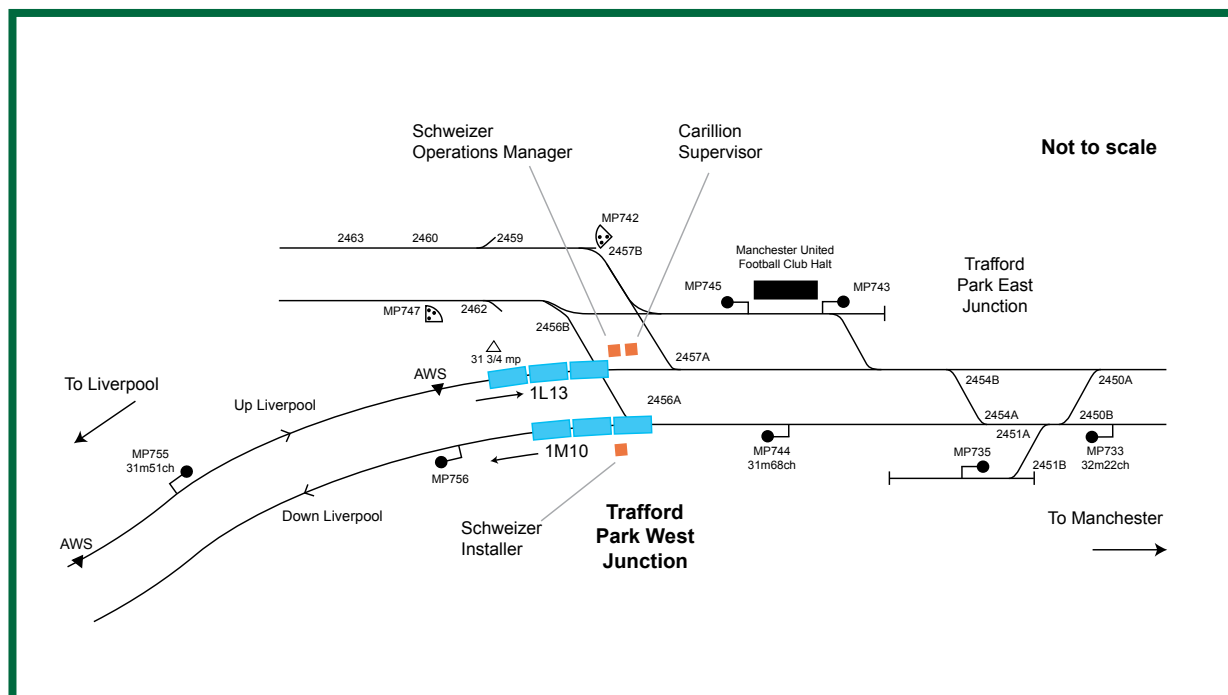 Schweizer
Operations Manager
Carillion
Supervisor
Not to scale
MP742
2463
2460
2459
2457B
Manchester United
Football Club Halt
Trafford
Park East
Junction
MP745
MP743
MP747
2462
2456B
31 3/4 mp
2457A
To Liverpool
AWS
1L13
2454B
2450A
Up Liverpool
2456A
2454A
2450B
2451A
1M10
MP755
31m51ch
MP756
MP744
31m68ch
MP735
2451B
MP733
32m22ch
Down Liverpool
Schweizer
Installer
Trafford
Park West
Junction
To Manchester
AWS